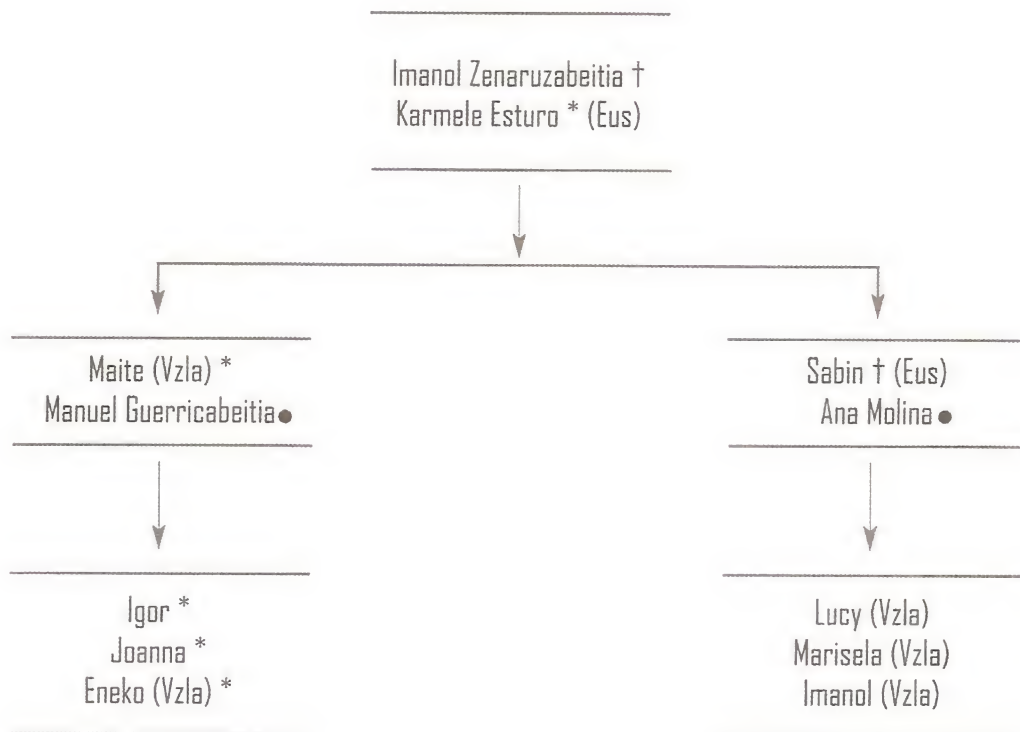 Imanol Zenaruzabeitia †
Karmele Esturo * (Eus)
Maite (Vzla) *
Manuel Guerricabeitia ●
Sabin † (Eus)
Ana Molina ●
Igor *
Joanna *
Eneko (Vzla) *
Lucy (Vzla)
Marisela (Vzla)
Imanol (Vzla)